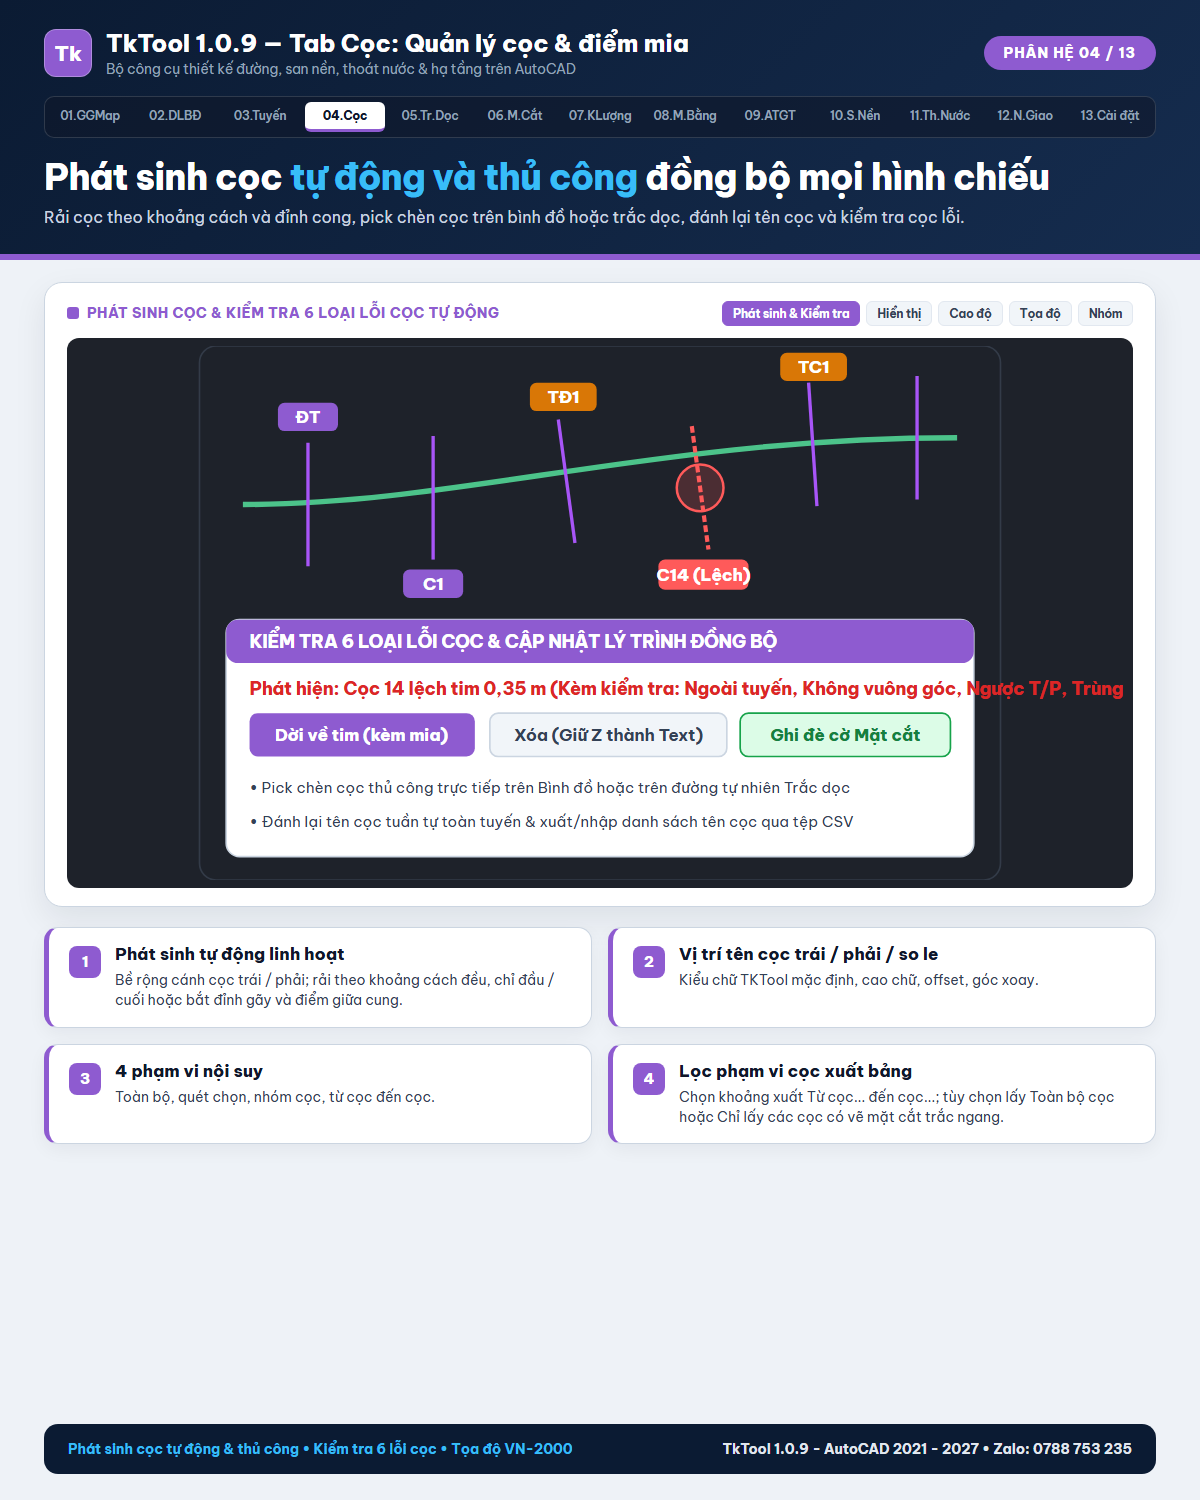 Tk
TkTool 1.0.9 — Tab Cọc: Quản lý cọc & điểm mia
Bộ công cụ thiết kế đường, san nền, thoát nước & hạ tầng trên AutoCAD
PHÂN HỆ 04 / 13
01.GGMap 02.DLBĐ 03.Tuyến 04.Cọc 05.Tr.Dọc 06.M.Cắt 07.KLượng 08.M.Bằng 09.ATGT 10.S.Nền 11.Th.Nước 12.N.Giao 13.Cài đặt
Phát sinh cọc tự động và thủ công đồng bộ mọi hình chiếu
Rải cọc theo khoảng cách và đỉnh cong, pick chèn cọc trên bình đồ hoặc trắc dọc, đánh lại tên cọc và kiểm tra cọc lỗi.
PHÁT SINH CỌC & KIỂM TRA 6 LOẠI LỖI CỌC TỰ ĐỘNG
Phát sinh & Kiểm tra Hiển thị Cao độ Tọa độ Nhóm
TC1
TĐ1
ĐT
C14 (Lệch)
C1
KIỂM TRA 6 LOẠI LỖI CỌC & CẬP NHẬT LÝ TRÌNH ĐỒNG BỘ
Phát hiện: Cọc 14 lệch tim 0,35 m (Kèm kiểm tra: Ngoài tuyến, Không vuông góc, Ngược T/P, Trùng
Dời về tim (kèm mia) Xóa (Giữ Z thành Text) Ghi đè cờ Mặt cắt
• Pick chèn cọc thủ công trực tiếp trên Bình đồ hoặc trên đường tự nhiên Trắc dọc
• Đánh lại tên cọc tuần tự toàn tuyến & xuất/nhập danh sách tên cọc qua tệp CSV
1
Phát sinh tự động linh hoạt
Bề rộng cánh cọc trái / phải; rải theo khoảng cách đều, chỉ đầu /
cuối hoặc bắt đỉnh gãy và điểm giữa cung.
2
Vị trí tên cọc trái / phải / so le
Kiểu chữ TKTool mặc định, cao chữ, offset, góc xoay.
3
4 phạm vi nội suy
Toàn bộ, quét chọn, nhóm cọc, từ cọc đến cọc.
4
Lọc phạm vi cọc xuất bảng
Chọn khoảng xuất Từ cọc... đến cọc...; tùy chọn lấy Toàn bộ cọc
hoặc Chỉ lấy các cọc có vẽ mặt cắt trắc ngang.
Phát sinh cọc tự động & thủ công • Kiểm tra 6 lỗi cọc • Tọa độ VN-2000
TkTool 1.0.9 - AutoCAD 2021 - 2027 • Zalo: 0788 753 235